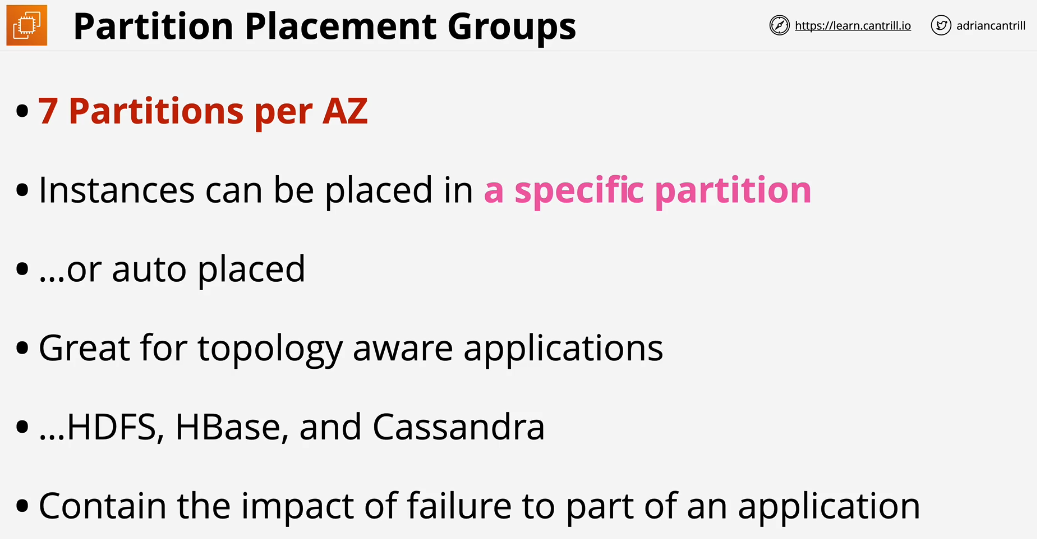 Partition Placement Groups
https://learn.cantrill.io
adriancantrill
• 7 Partitions per AZ
• Instances can be placed in a specific partition
• ...or auto placed
• Great for topology aware applications
• ...HDFS, HBase, and Cassandra
• Contain the impact of failure to part of an application